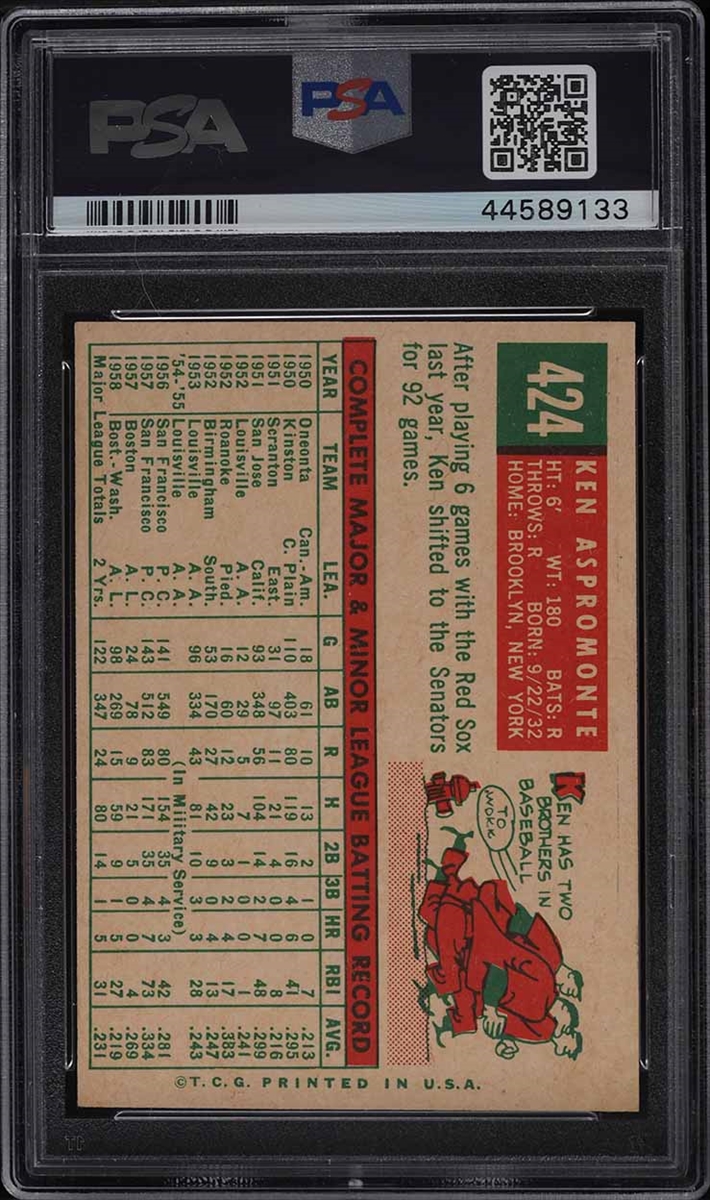 PSA PSA
44589133
424
KEN ASPROMONTE
HT: 6' WT: 180 BATS: R
THROWS: R BORN: 9/22/32
HOME: BROOKLYN, NEW YORK
After playing 6 games with the Red Sox
last year, Ken shifted to the Senators
for 92 games.
KEN HAS TWO
BROTHERS IN
BASEBALL
TO
WORK
COMPLETE MAJOR & MINOR LEAGUE BATTING RECORD
YEAR TEAM LEA. G AB R H 2B 3B HR RBI AVG.
1950 Oneonta Can.-Am. 18 61 10 13 2 1 0 7 .213
1950 Kinston C. Plain 110 403 80 119 16 4 6 41 .295
1951 Scranton East. 31 97 11 21 4 0 0 8 .216
1951 San Jose Calif. 93 348 56 104 14 2 7 48 .299
1952 Louisville A. A. 12 29 5 7 1 0 0 1 .241
1952 Roanoke Pied. 16 60 12 23 3 2 4 17 .383
1952 Birmingham South. 53 170 27 42 9 0 4 13 .247
1953 Louisville A. A. 96 334 43 81 10 3 3 28 .243
'54-'55 Louisville A. A. (In Military Service)
1956 San Francisco P. C. 141 549 80 154 35 4 3 42 .281
1957 San Francisco P. C. 143 512 83 171 35 4 7 73 .334
1957 Boston A. L. 24 78 9 21 5 0 0 4 .269
1958 Bost.-Wash. A. L. 98 269 15 59 9 1 5 27 .219
Major League Totals 2 Yrs. 122 347 24 80 14 1 5 31 .231
©T.C.G. PRINTED IN U.S.A.